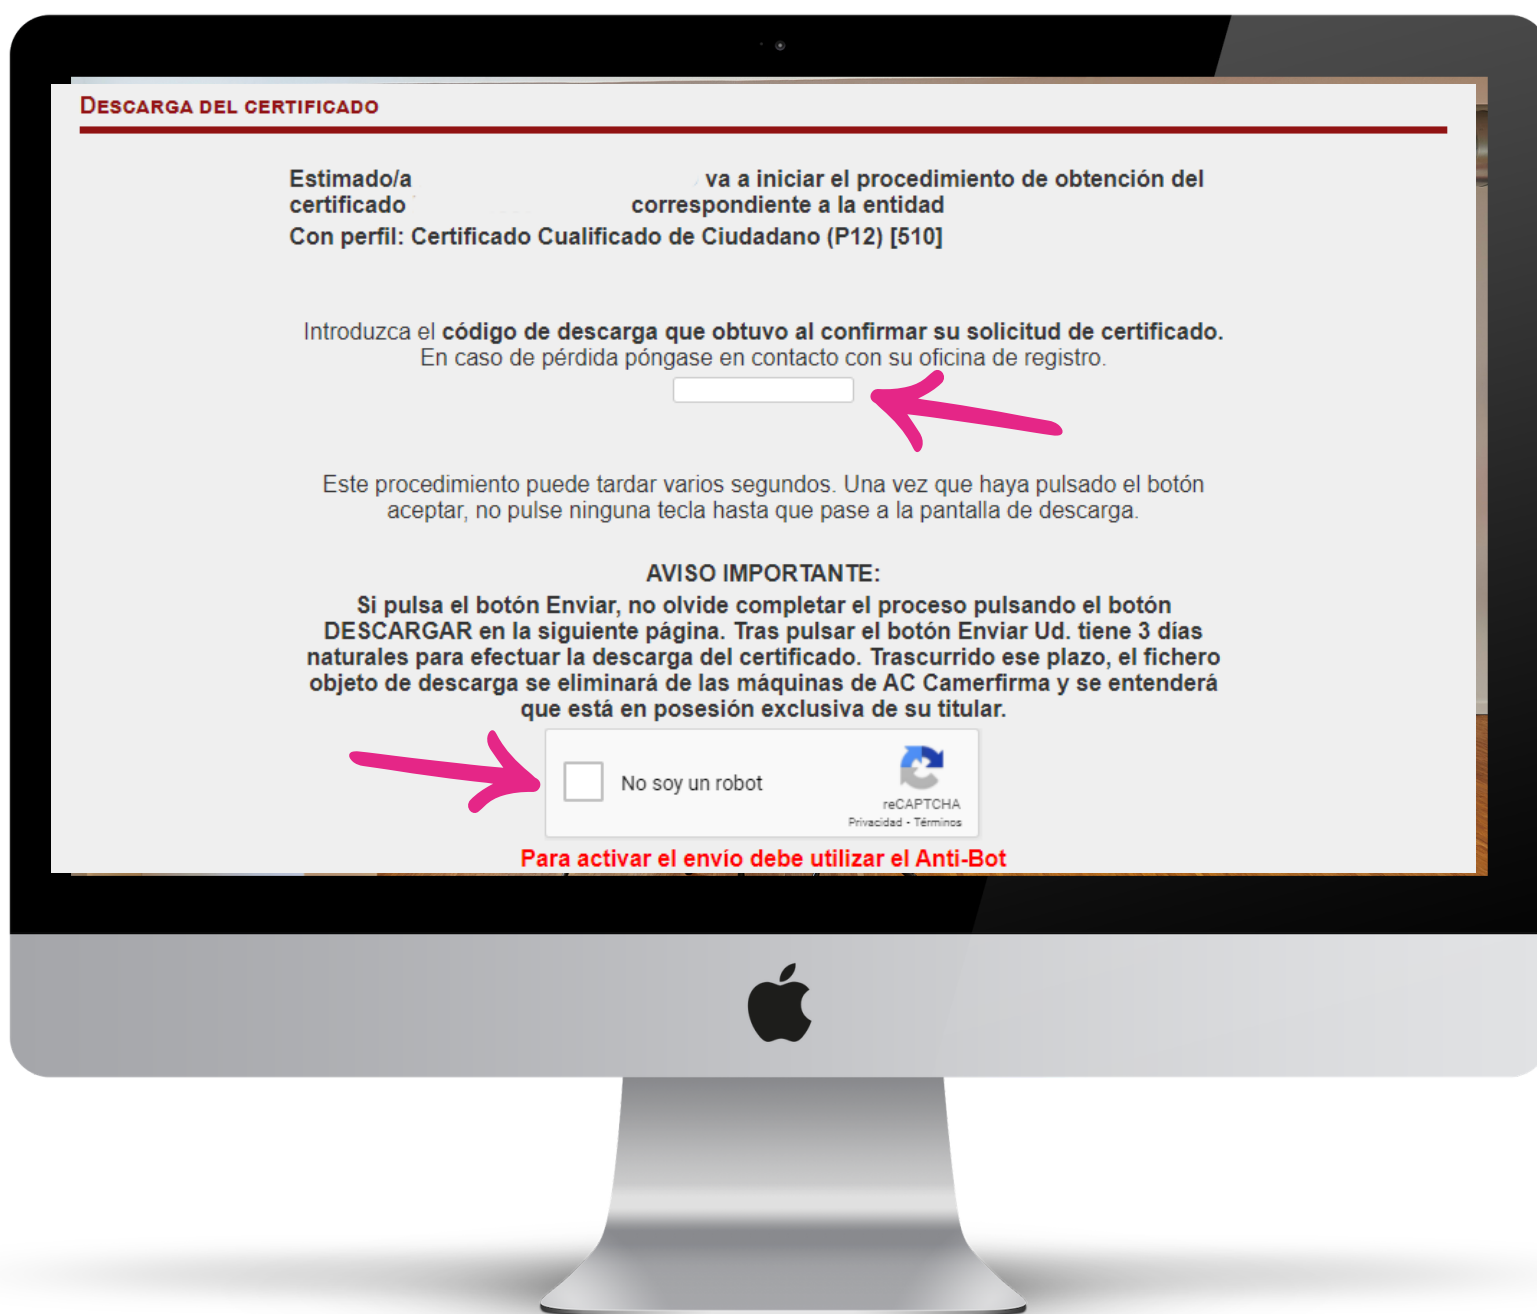 DESCARGA DEL CERTIFICADO
Estimado/a va a iniciar el procedimiento de obtención del
certificado correspondiente a la entidad
Con perfil: Certificado Cualificado de Ciudadano (P12) [510]
Introduzca el código de descarga que obtuvo al confirmar su solicitud de certificado.
En caso de pérdida póngase en contacto con su oficina de registro.
Este procedimiento puede tardar varios segundos. Una vez que haya pulsado el botón
aceptar, no pulse ninguna tecla hasta que pase a la pantalla de descarga.
AVISO IMPORTANTE:
Si pulsa el botón Enviar, no olvide completar el proceso pulsando el botón
DESCARGAR en la siguiente página. Tras pulsar el botón Enviar Ud. tiene 3 días
naturales para efectuar la descarga del certificado. Trascurrido ese plazo, el fichero
objeto de descarga se eliminará de las máquinas de AC Camerfirma y se entenderá
que está en posesión exclusiva de su titular.
No soy un robot
reCAPTCHA
Privacidad - Términos
Para activar el envío debe utilizar el Anti-Bot